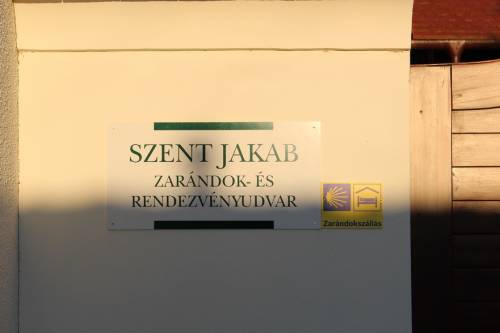 SZENT JAKAB
ZARÁNDOK- ÉS
RENDEZVÉNYUDVAR
Zarándokszállás